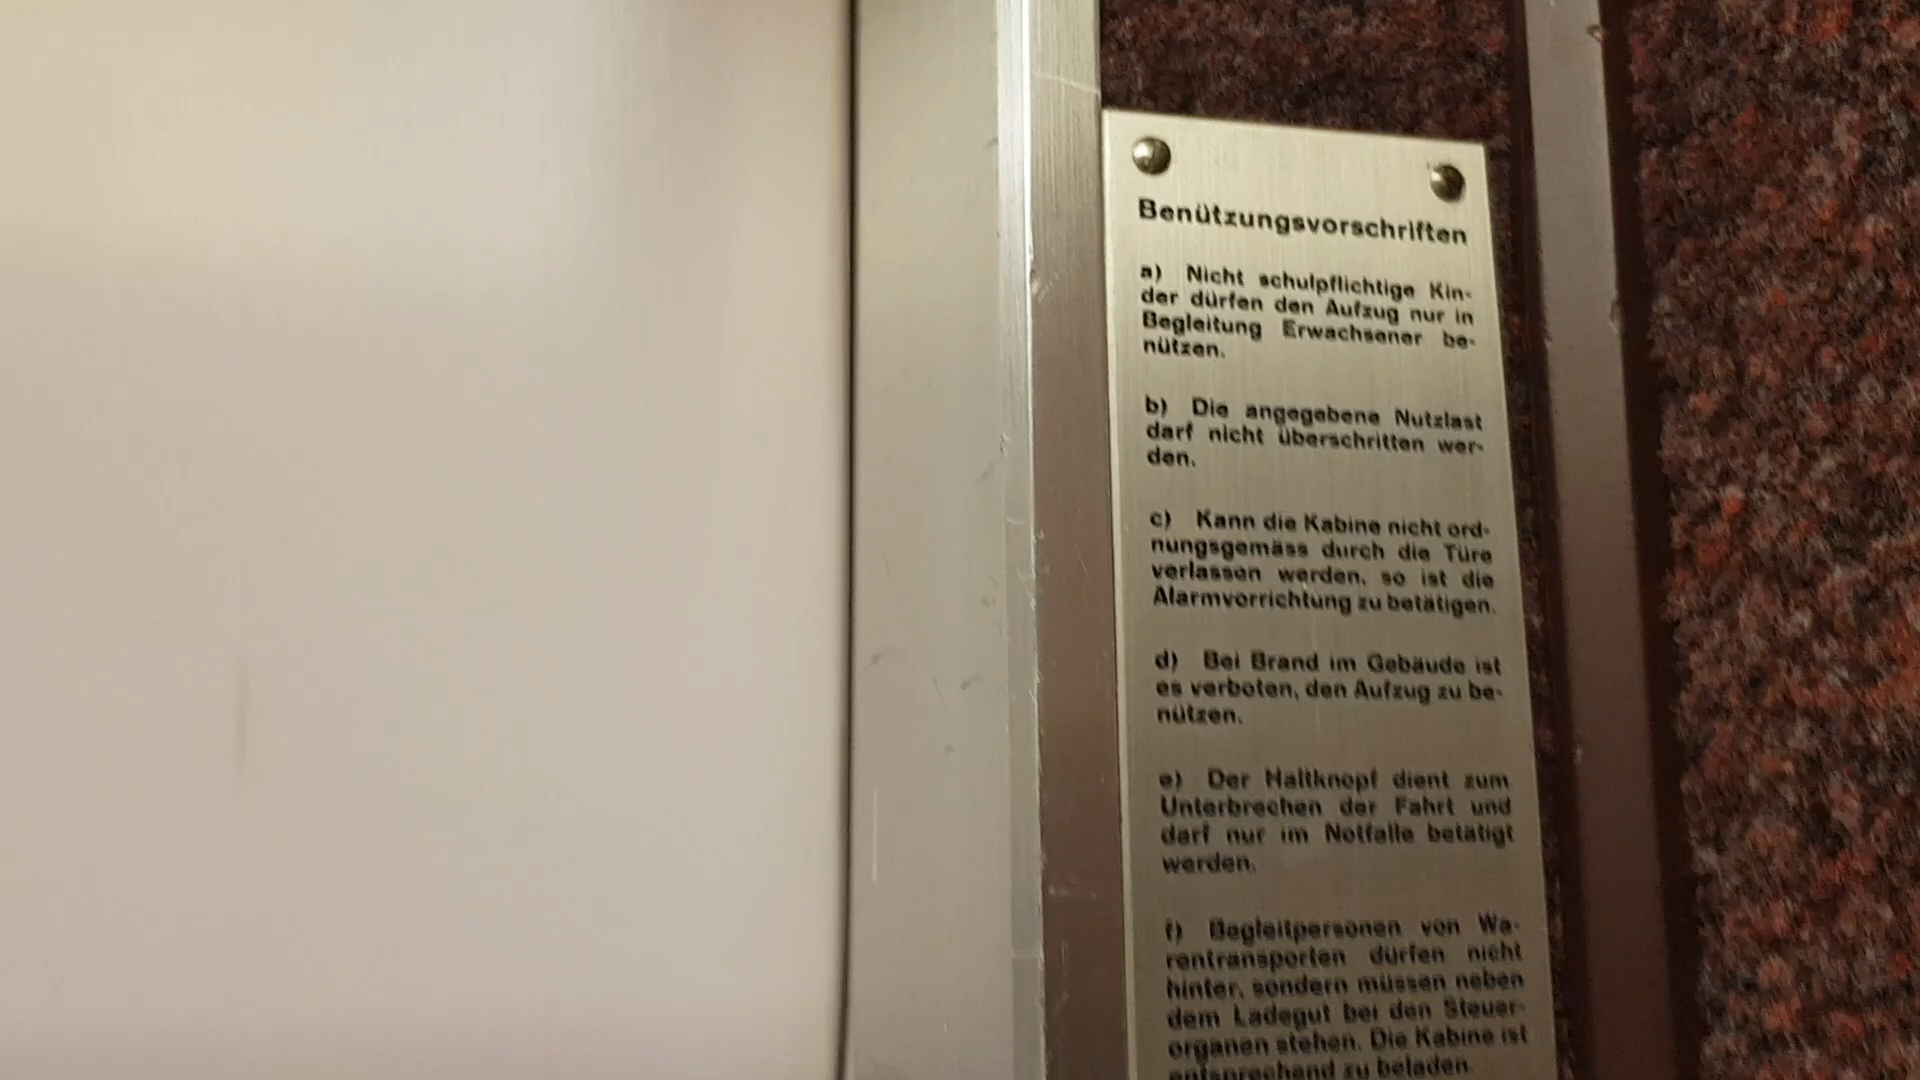 Benützungsvorschriften
a) Nicht schulpflichtige Kin-
der dürfen den Aufzug nur in
Begleitung Erwachsener be-
nützen.
b) Die angegebene Nutzlast
darf nicht überschritten wer-
den.
c) Kann die Kabine nicht ord-
nungsgemäss durch die Türe
verlassen werden, so ist die
Alarmvorrichtung zu betätigen.
d) Bei Brand im Gebäude ist
es verboten, den Aufzug zu be-
nützen.
e) Der Haltknopf dient zum
Unterbrechen der Fahrt und
darf nur im Notfalle betätigt
werden.
f) Begleitpersonen von Wa-
rentransporten dürfen nicht
hinter, sondern müssen neben
dem Ladegut bei den Steuer-
organen stehen. Die Kabine ist
entsprechend zu beladen.